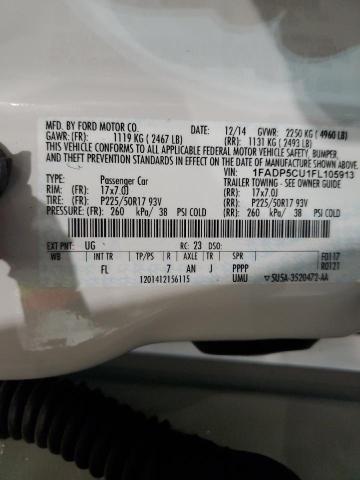 MFD. BY FORD MOTOR CO.
12/14 GVWR: 2250 KG ( 4960 LB)
GAWR: (FR): 1119 KG ( 2467 LB) (RR): 1131 KG ( 2493 LB)
THIS VEHICLE CONFORMS TO ALL APPLICABLE FEDERAL MOTOR VEHICLE SAFETY, BUMPER,
AND THEFT PREVENTION STANDARDS IN EFFECT ON THE DATE OF MANUFACTURE SHOWN ABOVE.
VIN: 1FADP5CU1FL105913
TYPE: Passenger Car TRAILER TOWING - SEE OWNER GUIDE
RIM: (FR): 17x7.0J (RR): 17x7.0J
TIRE: (FR): P225/50R17 93V (RR): P225/50R17 93V
PRESSURE: (FR): 260 kPa/ 38 PSI COLD (RR): 260 kPa/ 38 PSI COLD
EXT PNT: UG RC: 23 DSO:
WB INT TR TP/PS R AXLE TR SPR F0117
FL 7 AN J PPPP R0121
1201412156115 UMU 5U5A-3520472-AA